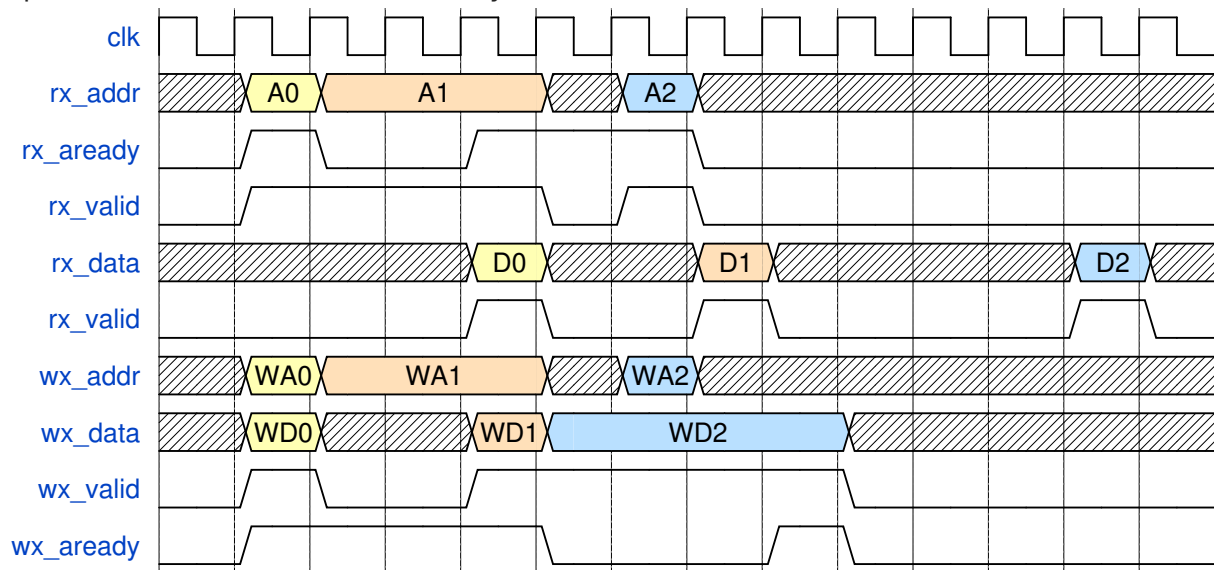 clk
rx_addr A0 A1 A2
rx_aready
rx_valid
rx_data D0 D1 D2
rx_valid
wx_addr WA0 WA1 WA2
wx_data WD0 WD1 WD2
wx_valid
wx_aready